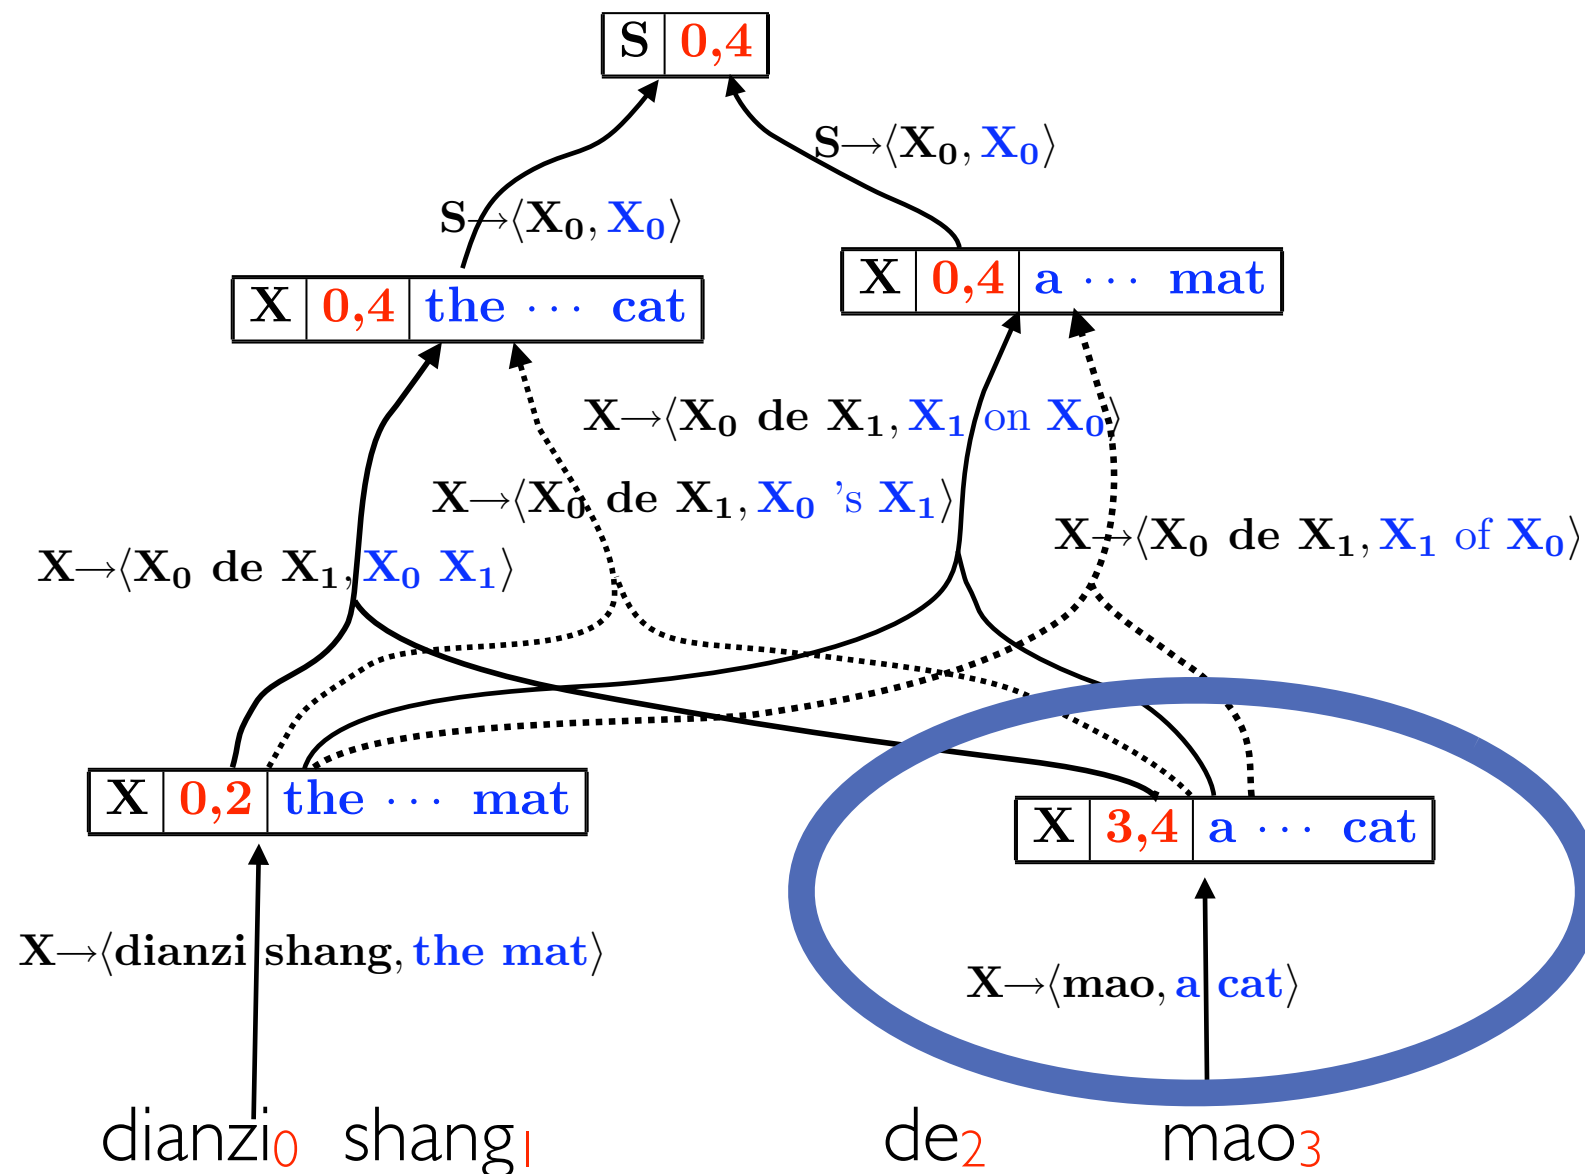 S 0,4
S→⟨X₀, X₀⟩
S→⟨X₀, X₀⟩
X 0,4 a ··· mat
X 0,4 the ··· cat
X→⟨X₀ de X₁, X₁ on X₀⟩
X→⟨X₀ de X₁, X₀ 's X₁⟩
X→⟨X₀ de X₁, X₁ of X₀⟩
X→⟨X₀ de X₁, X₀ X₁⟩
X 0,2 the ··· mat
X 3,4 a ··· cat
X→⟨dianzi shang, the mat⟩
X→⟨mao, a cat⟩
dianzi₀ shang₁ de₂ mao₃